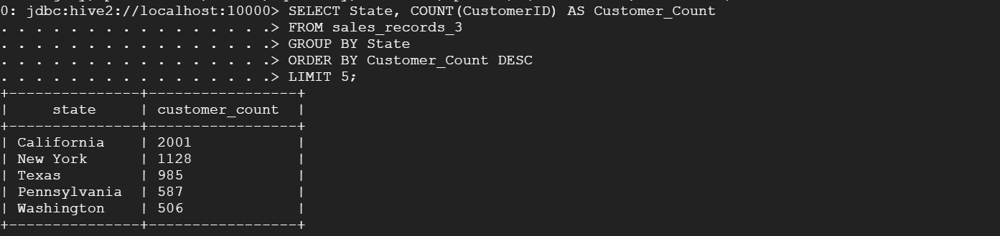 0: jdbc:hive2://localhost:10000> SELECT State, COUNT(CustomerID) AS Customer_Count
. . . . . . . . . . . . . . . .> FROM sales_records_3
. . . . . . . . . . . . . . . .> GROUP BY State
. . . . . . . . . . . . . . . .> ORDER BY Customer_Count DESC
. . . . . . . . . . . . . . . .> LIMIT 5;
+---------------+-----------------+
|     state     | customer_count  |
+---------------+-----------------+
| California    | 2001            |
| New York      | 1128            |
| Texas         | 985             |
| Pennsylvania  | 587             |
| Washington    | 506             |
+---------------+-----------------+